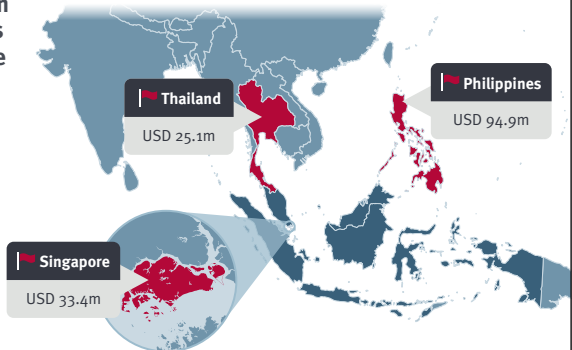 n
s
e
Thailand
USD 25.1m
Philippines
USD 94.9m
Singapore
USD 33.4m